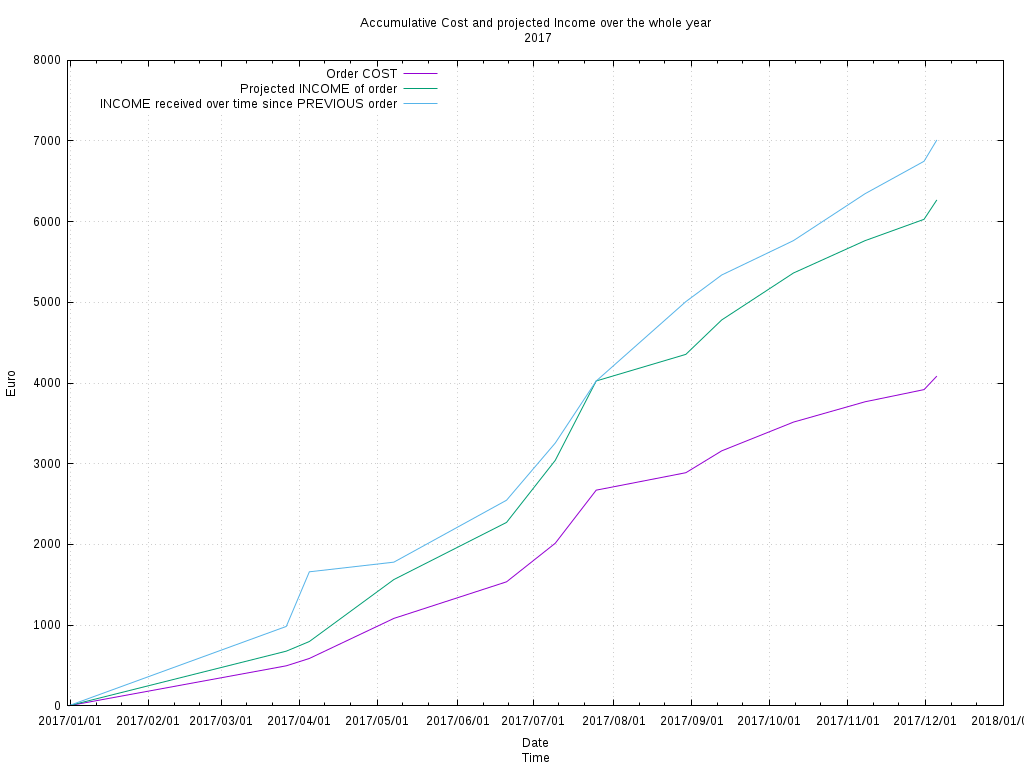 Accumulative Cost and projected Income over the whole year
2017
8000
7000
6000
5000
4000
3000
2000
1000
0
Order COST
Projected INCOME of order
INCOME received over time since PREVIOUS order
Euro
2017/01/01 2017/02/01 2017/03/01 2017/04/01 2017/05/01 2017/06/01 2017/07/01 2017/08/01 2017/09/01 2017/10/01 2017/11/01 2017/12/01 2018/01/0
Date
Time